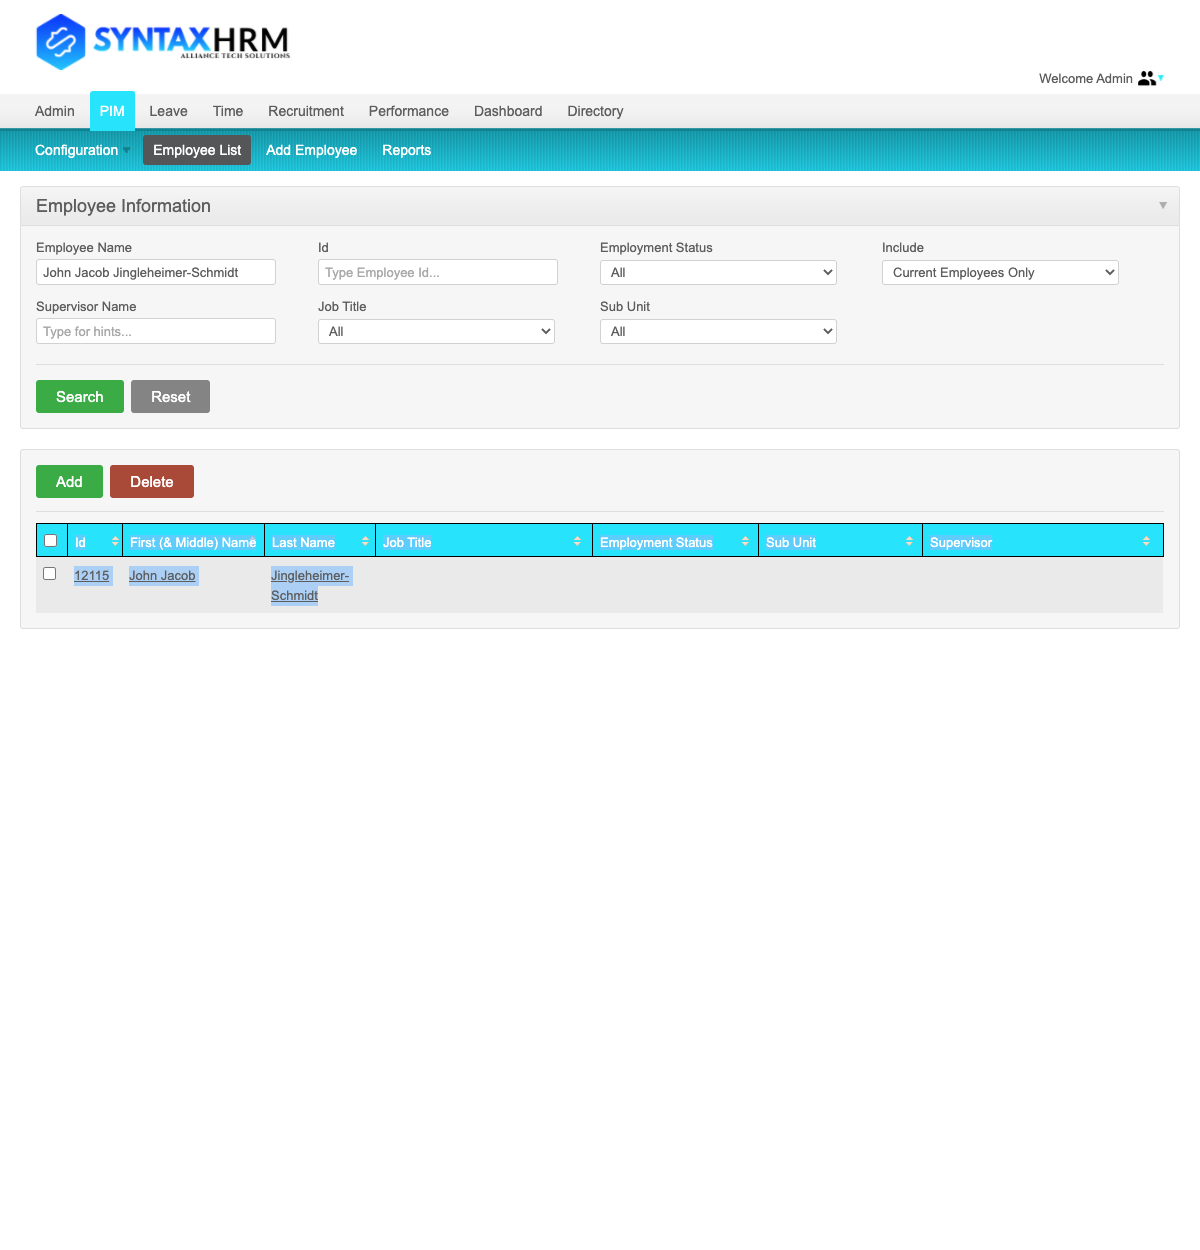 SYNTAXHRM
ALLIANCE TECH SOLUTIONS
Welcome Admin
Admin PIM Leave Time Recruitment Performance Dashboard Directory
Configuration Employee List Add Employee Reports
Employee Information
Employee Name Id Employment Status Include
John Jacob Jingleheimer-Schmidt Type Employee Id... All Current Employees Only
Supervisor Name Job Title Sub Unit
Type for hints... All All
Search Reset
Add Delete
Id First (& Middle) Name Last Name Job Title Employment Status Sub Unit Supervisor
12115 John Jacob Jingleheimer-
Schmidt